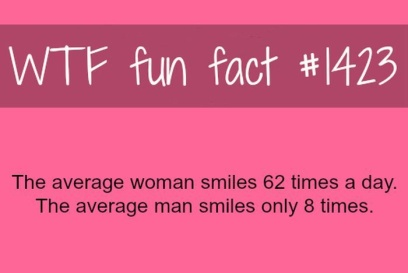 WTF fun fact #1423
The average woman smiles 62 times a day.
The average man smiles only 8 times.